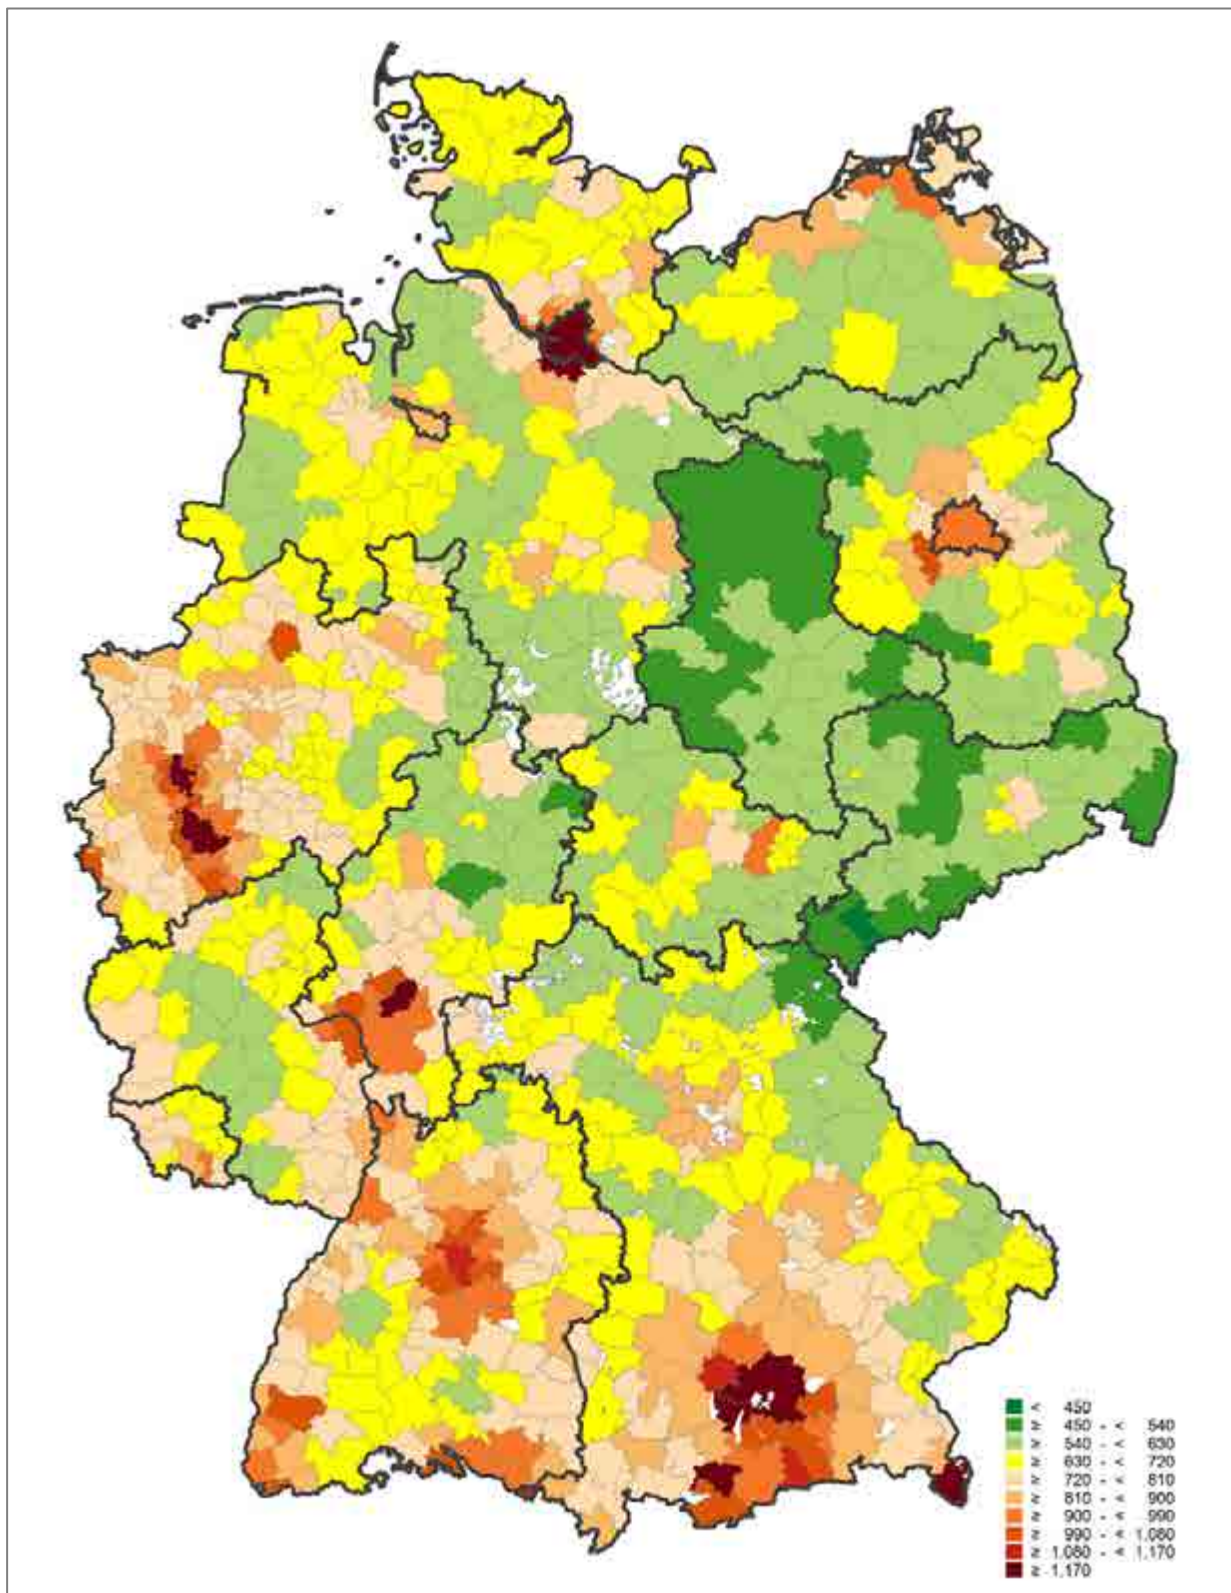 < 450
≥ 450 - < 540
≥ 540 - < 630
≥ 630 - < 720
≥ 720 - < 810
≥ 810 - < 900
≥ 900 - < 990
≥ 990 - < 1.080
≥ 1.080 - < 1.170
≥ 1.170